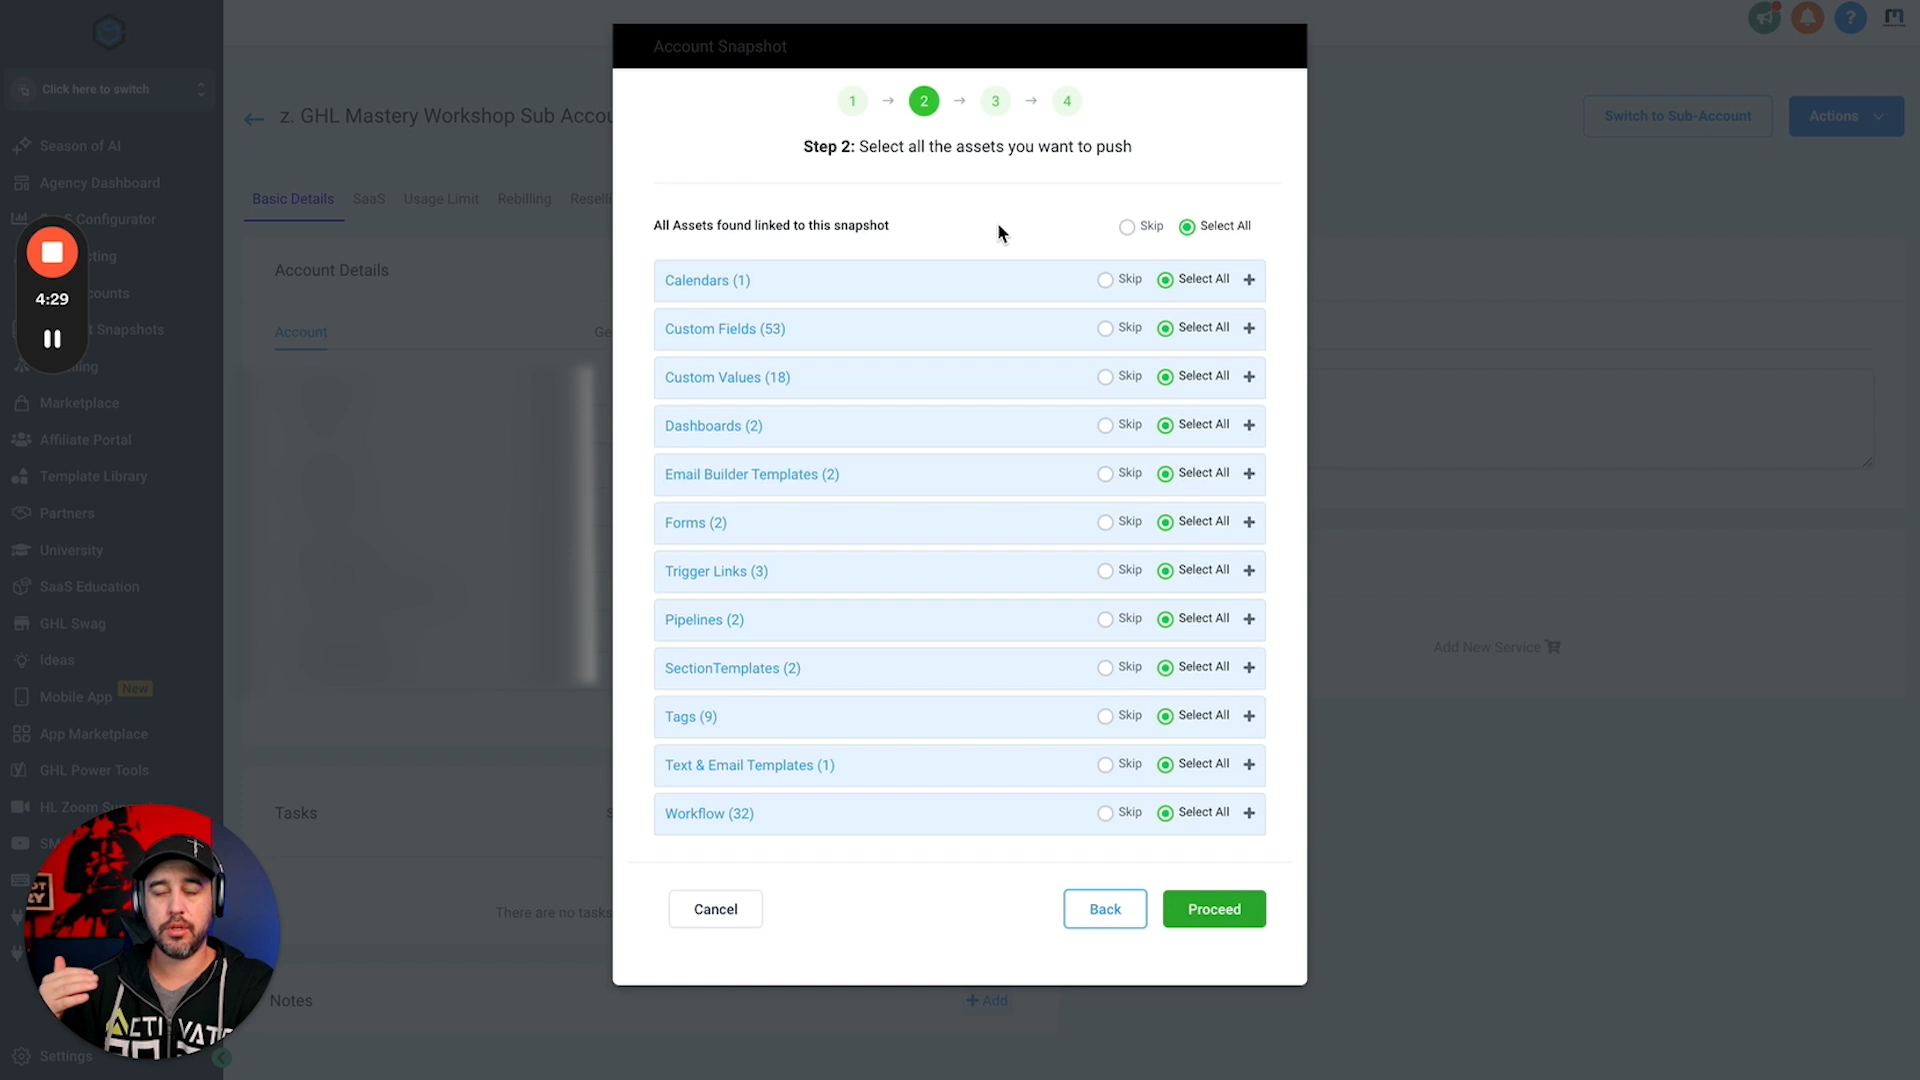 Account Snapshot
1
2
3
4
Step 2: Select all the assets you want to push
All Assets found linked to this snapshot
Skip
Select All
Calendars (1)
Skip
Select All
Custom Fields (53)
Skip
Select All
Custom Values (18)
Skip
Select All
Dashboards (2)
Skip
Select All
Email Builder Templates (2)
Skip
Select All
Forms (2)
Skip
Select All
Trigger Links (3)
Skip
Select All
Pipelines (2)
Skip
Select All
SectionTemplates (2)
Skip
Select All
Tags (9)
Skip
Select All
Text & Email Templates (1)
Skip
Select All
Workflow (32)
Skip
Select All
Cancel
Back
Proceed
Click here to switch
Season of AI
Agency Dashboard
Configurator
4:29
Snapshots
Marketplace
Affiliate Portal
Template Library
Partners
University
SaaS Education
GHL Swag
Ideas
Mobile App
New
App Marketplace
GHL Power Tools
HL Zoom
Settings
z. GHL Mastery Workshop Sub
Switch to Sub-Account
Actions
Basic Details
SaaS
Usage Limit
Rebilling
Account Details
Account
Add New Service
Tasks
There are no tasks
Notes
+ Add